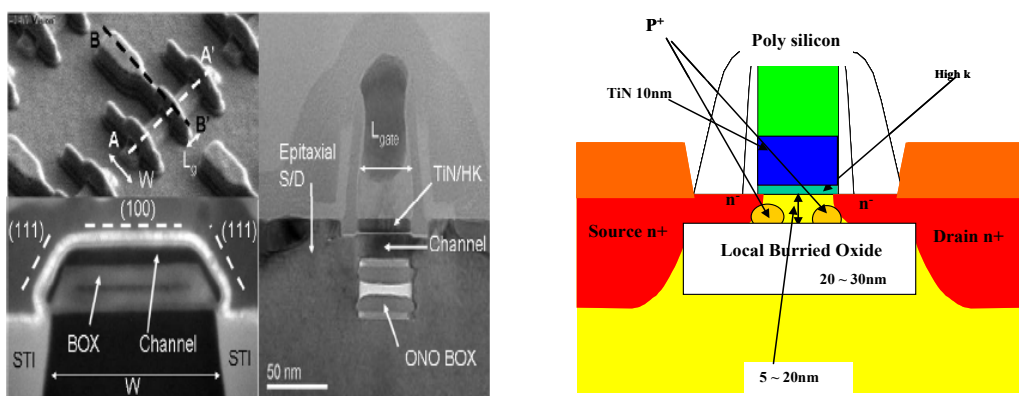 B
A'
A
B'
L_g
W
(100)
(111)
(111)
BOX
Channel
STI
STI
W
L_gate
Epitaxial
S/D
TiN/HK
Channel
ONO BOX
50 nm
P+
Poly silicon
High k
TiN 10nm
n-
n-
Source n+
Drain n+
Local Burried Oxide
20 ~ 30nm
5 ~ 20nm